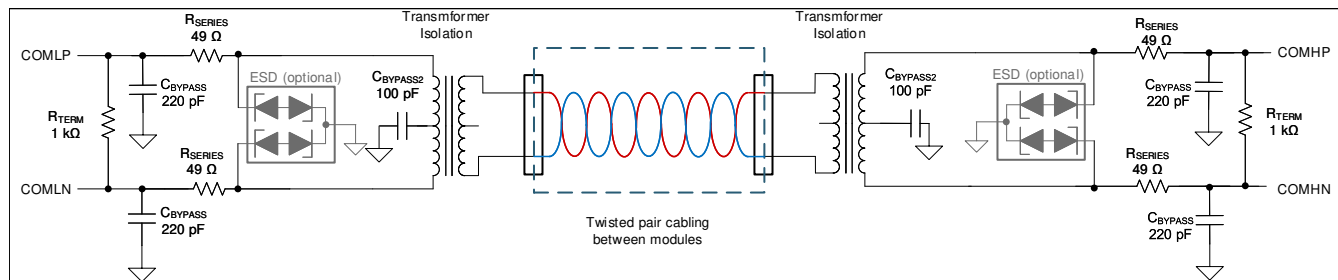 Transmformer
Isolation
Transmformer
Isolation
RSERIES
49 Ω
RSERIES
49 Ω
COMLP
COMHP
ESD (optional)
CBYPASS2
100 pF
CBYPASS2
100 pF
ESD (optional)
CBYPASS
220 pF
CBYPASS
220 pF
RTERM
1 kΩ
RTERM
1 kΩ
RSERIES
49 Ω
RSERIES
49 Ω
COMLN
COMHN
CBYPASS
220 pF
CBYPASS
220 pF
Twisted pair cabling
between modules